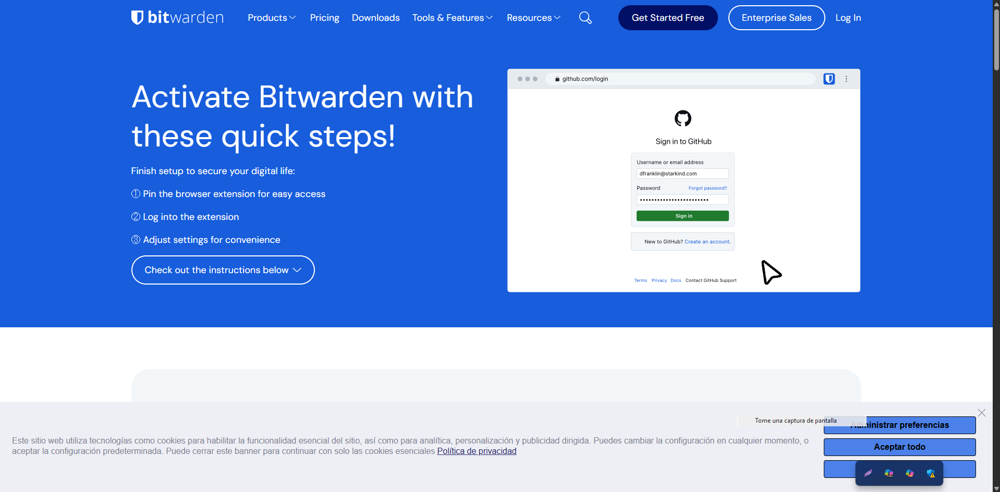 bitwarden
Products
Pricing
Downloads
Tools & Features
Resources
Get Started Free
Enterprise Sales
Log In
Activate Bitwarden with
these quick steps!
Finish setup to secure your digital life:
① Pin the browser extension for easy access
② Log into the extension
③ Adjust settings for convenience
Check out the instructions below
github.com/login
Sign in to GitHub
Username or email address
dfranklin@starkind.com
Password
Forgot password?
Sign in
New to GitHub? Create an account.
Terms
Privacy
Docs
Contact GitHub Support
Este sitio web utiliza tecnologías como cookies para habilitar la funcionalidad esencial del sitio, así como para analítica, personalización y publicidad dirigida. Puedes cambiar la configuración en cualquier momento, o
aceptar la configuración predeterminada. Puede cerrar este banner para continuar con solo las cookies esenciales Política de privacidad
Tome una captura de pantalla
Administrar preferencias
Aceptar todo